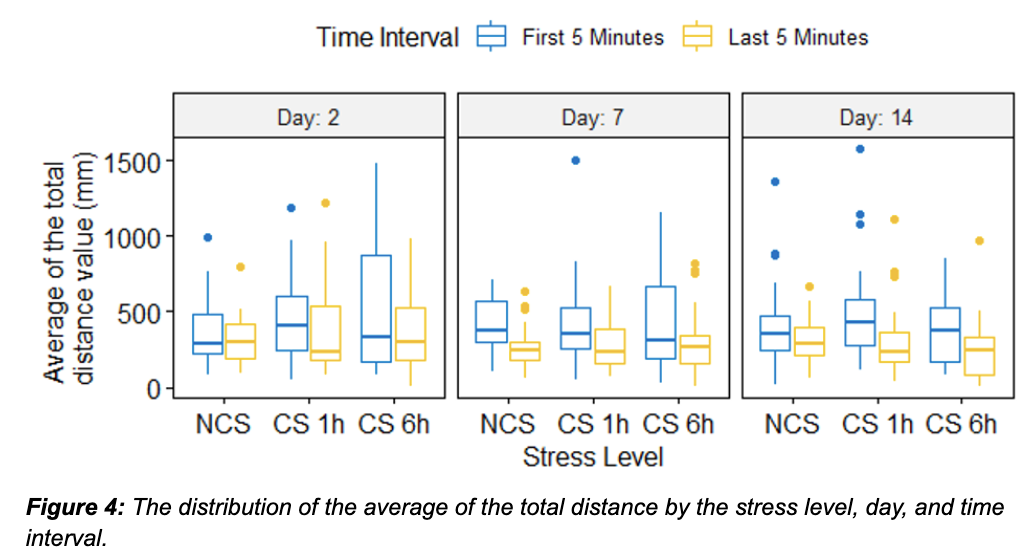 Time Interval First 5 Minutes Last 5 Minutes
Day: 2 Day: 7 Day: 14
Average of the total
distance value (mm)
1500
1000
500
0
NCS CS 1h CS 6h NCS CS 1h CS 6h NCS CS 1h CS 6h
Stress Level
Figure 4: The distribution of the average of the total distance by the stress level, day, and time
interval.